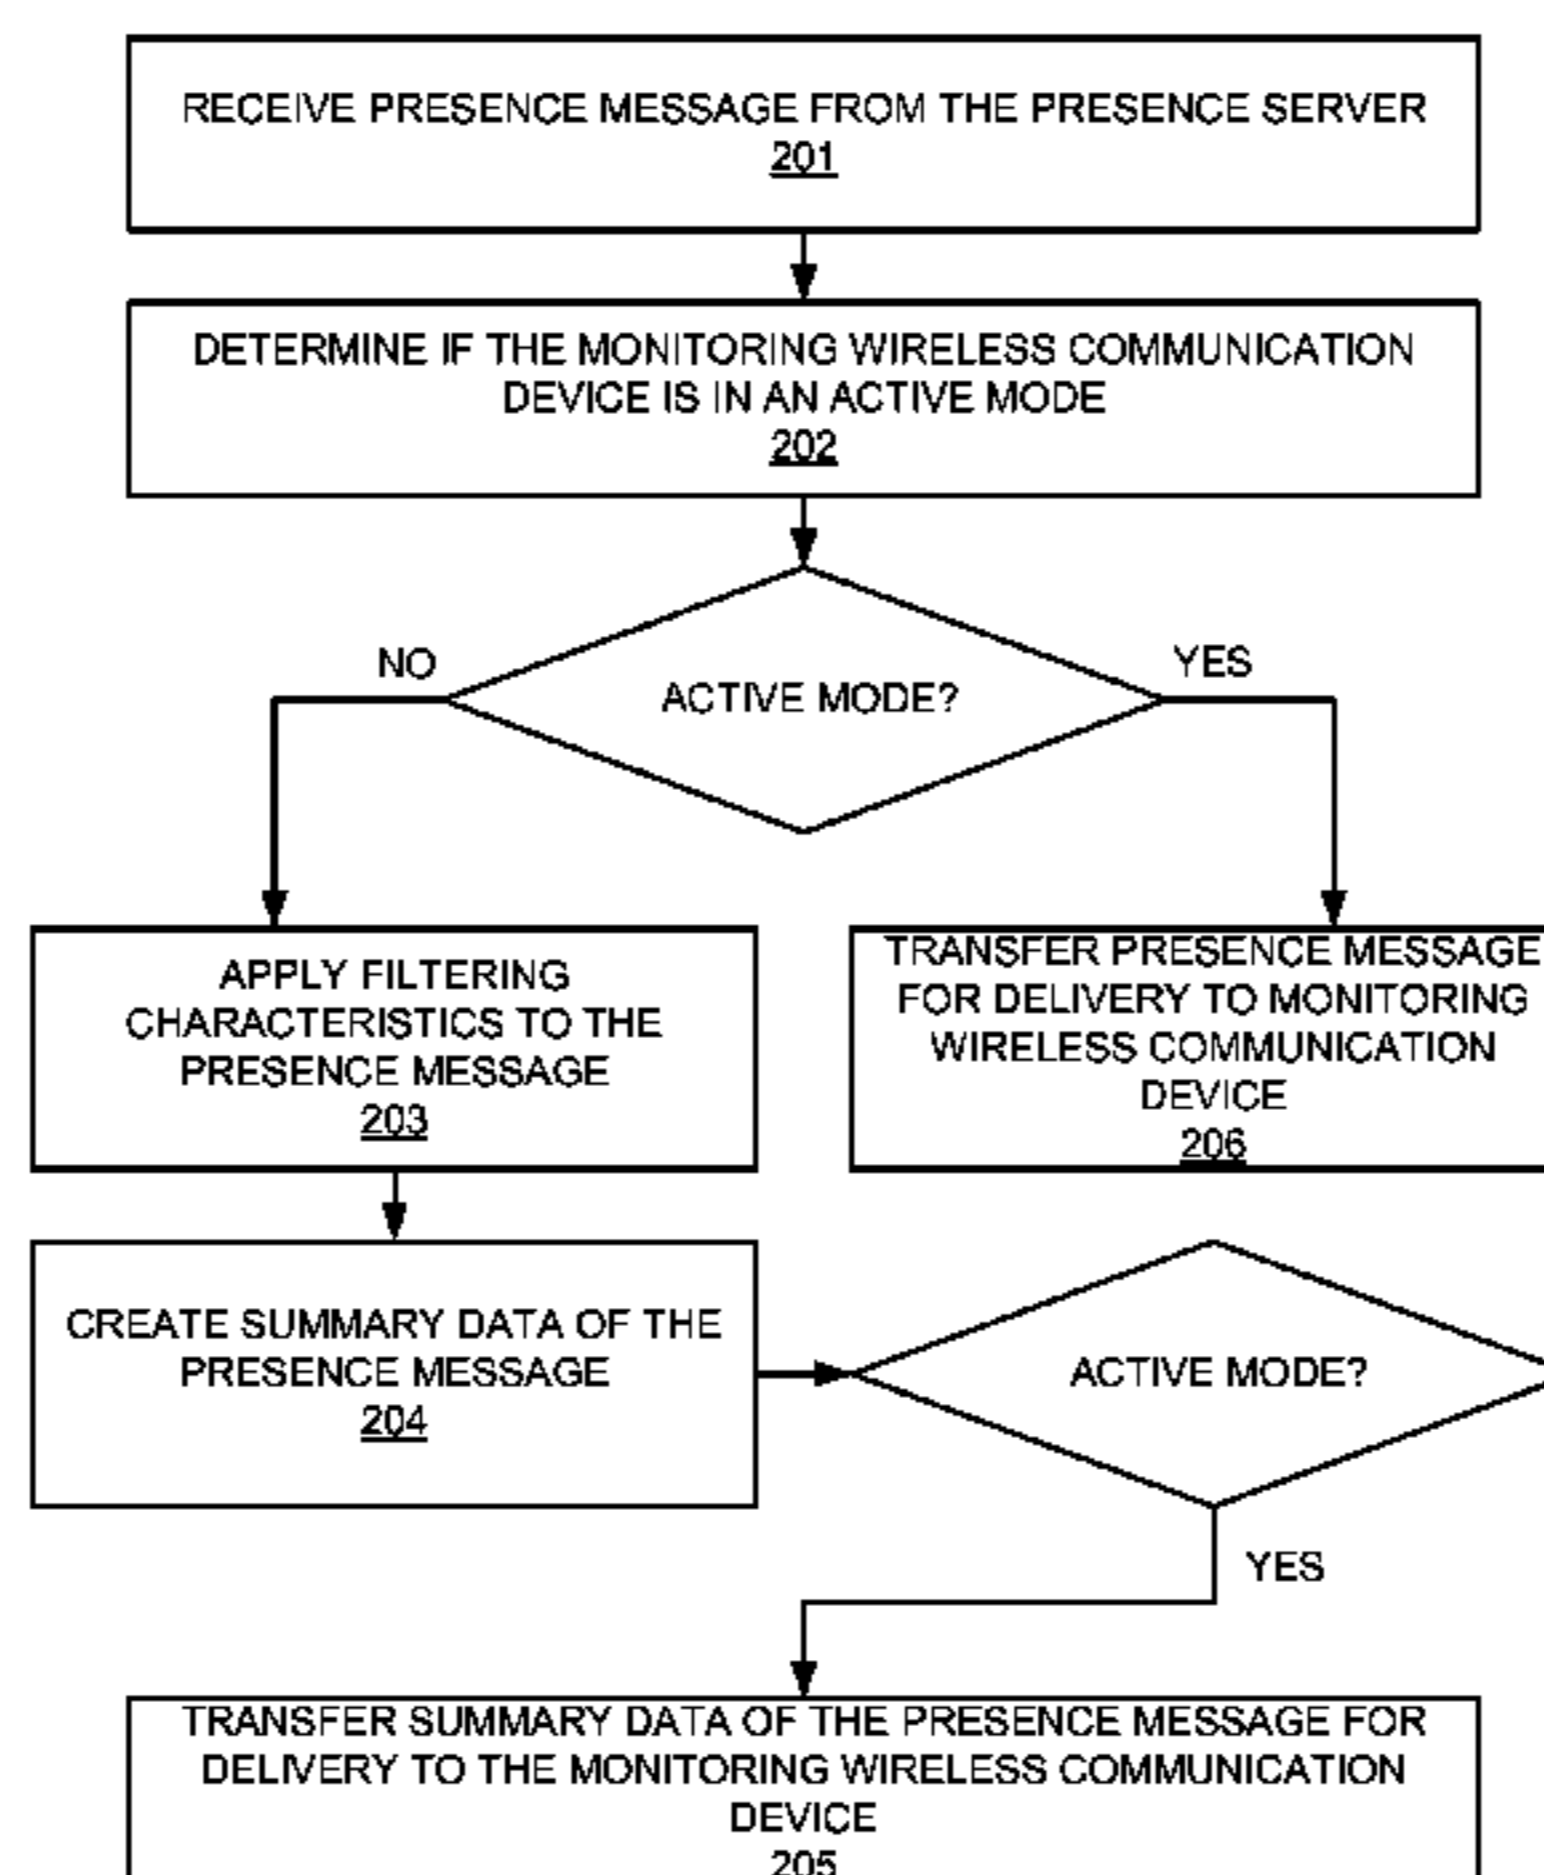 RECEIVE PRESENCE MESSAGE FROM THE PRESENCE SERVER
201
DETERMINE IF THE MONITORING WIRELESS COMMUNICATION
DEVICE IS IN AN ACTIVE MODE
202
NO
YES
ACTIVE MODE?
APPLY FILTERING
CHARACTERISTICS TO THE
PRESENCE MESSAGE
203
TRANSFER PRESENCE MESSAGE
FOR DELIVERY TO MONITORING
WIRELESS COMMUNICATION
DEVICE
206
CREATE SUMMARY DATA OF THE
PRESENCE MESSAGE
204
ACTIVE MODE?
YES
TRANSFER SUMMARY DATA OF THE PRESENCE MESSAGE FOR
DELIVERY TO THE MONITORING WIRELESS COMMUNICATION
DEVICE
205